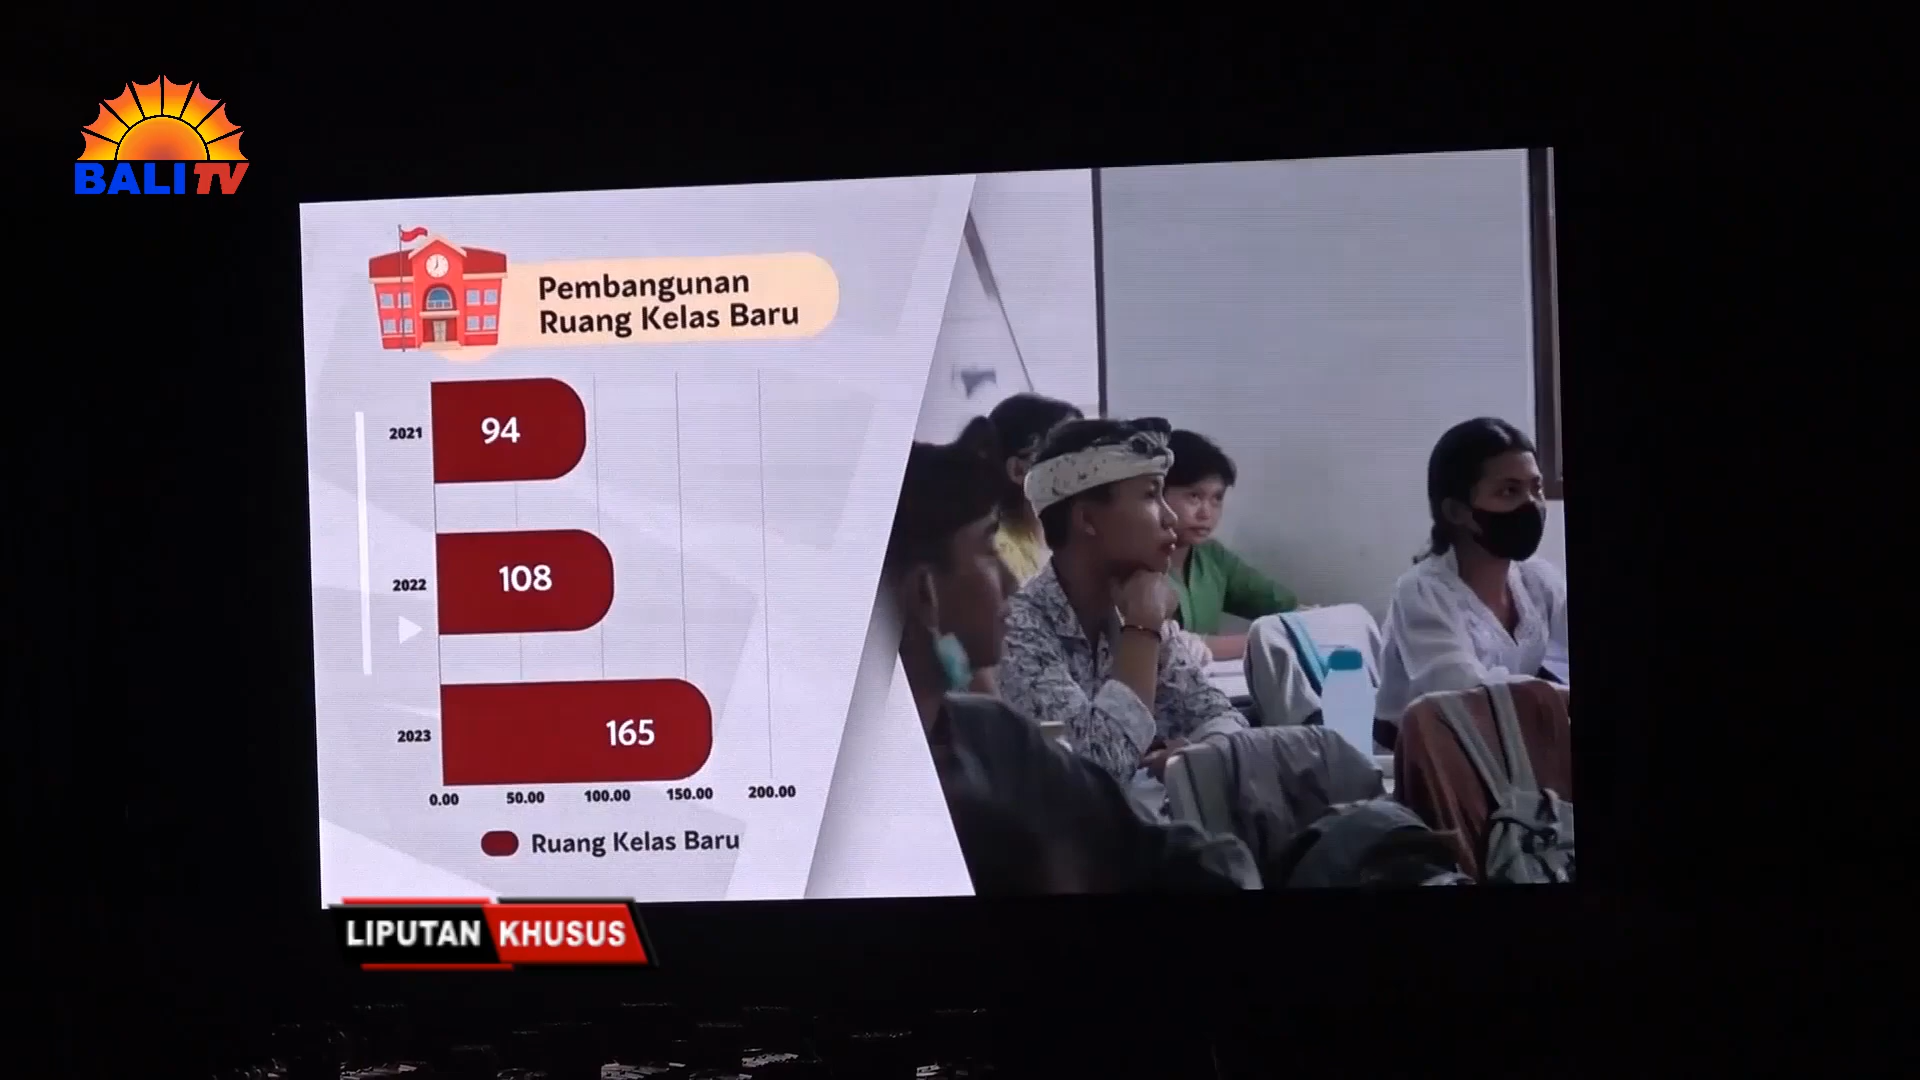 BALI TV
Pembangunan
Ruang Kelas Baru
2021
94
2022
108
2023
165
0.00 50.00 100.00 150.00 200.00
Ruang Kelas Baru
LIPUTAN KHUSUS